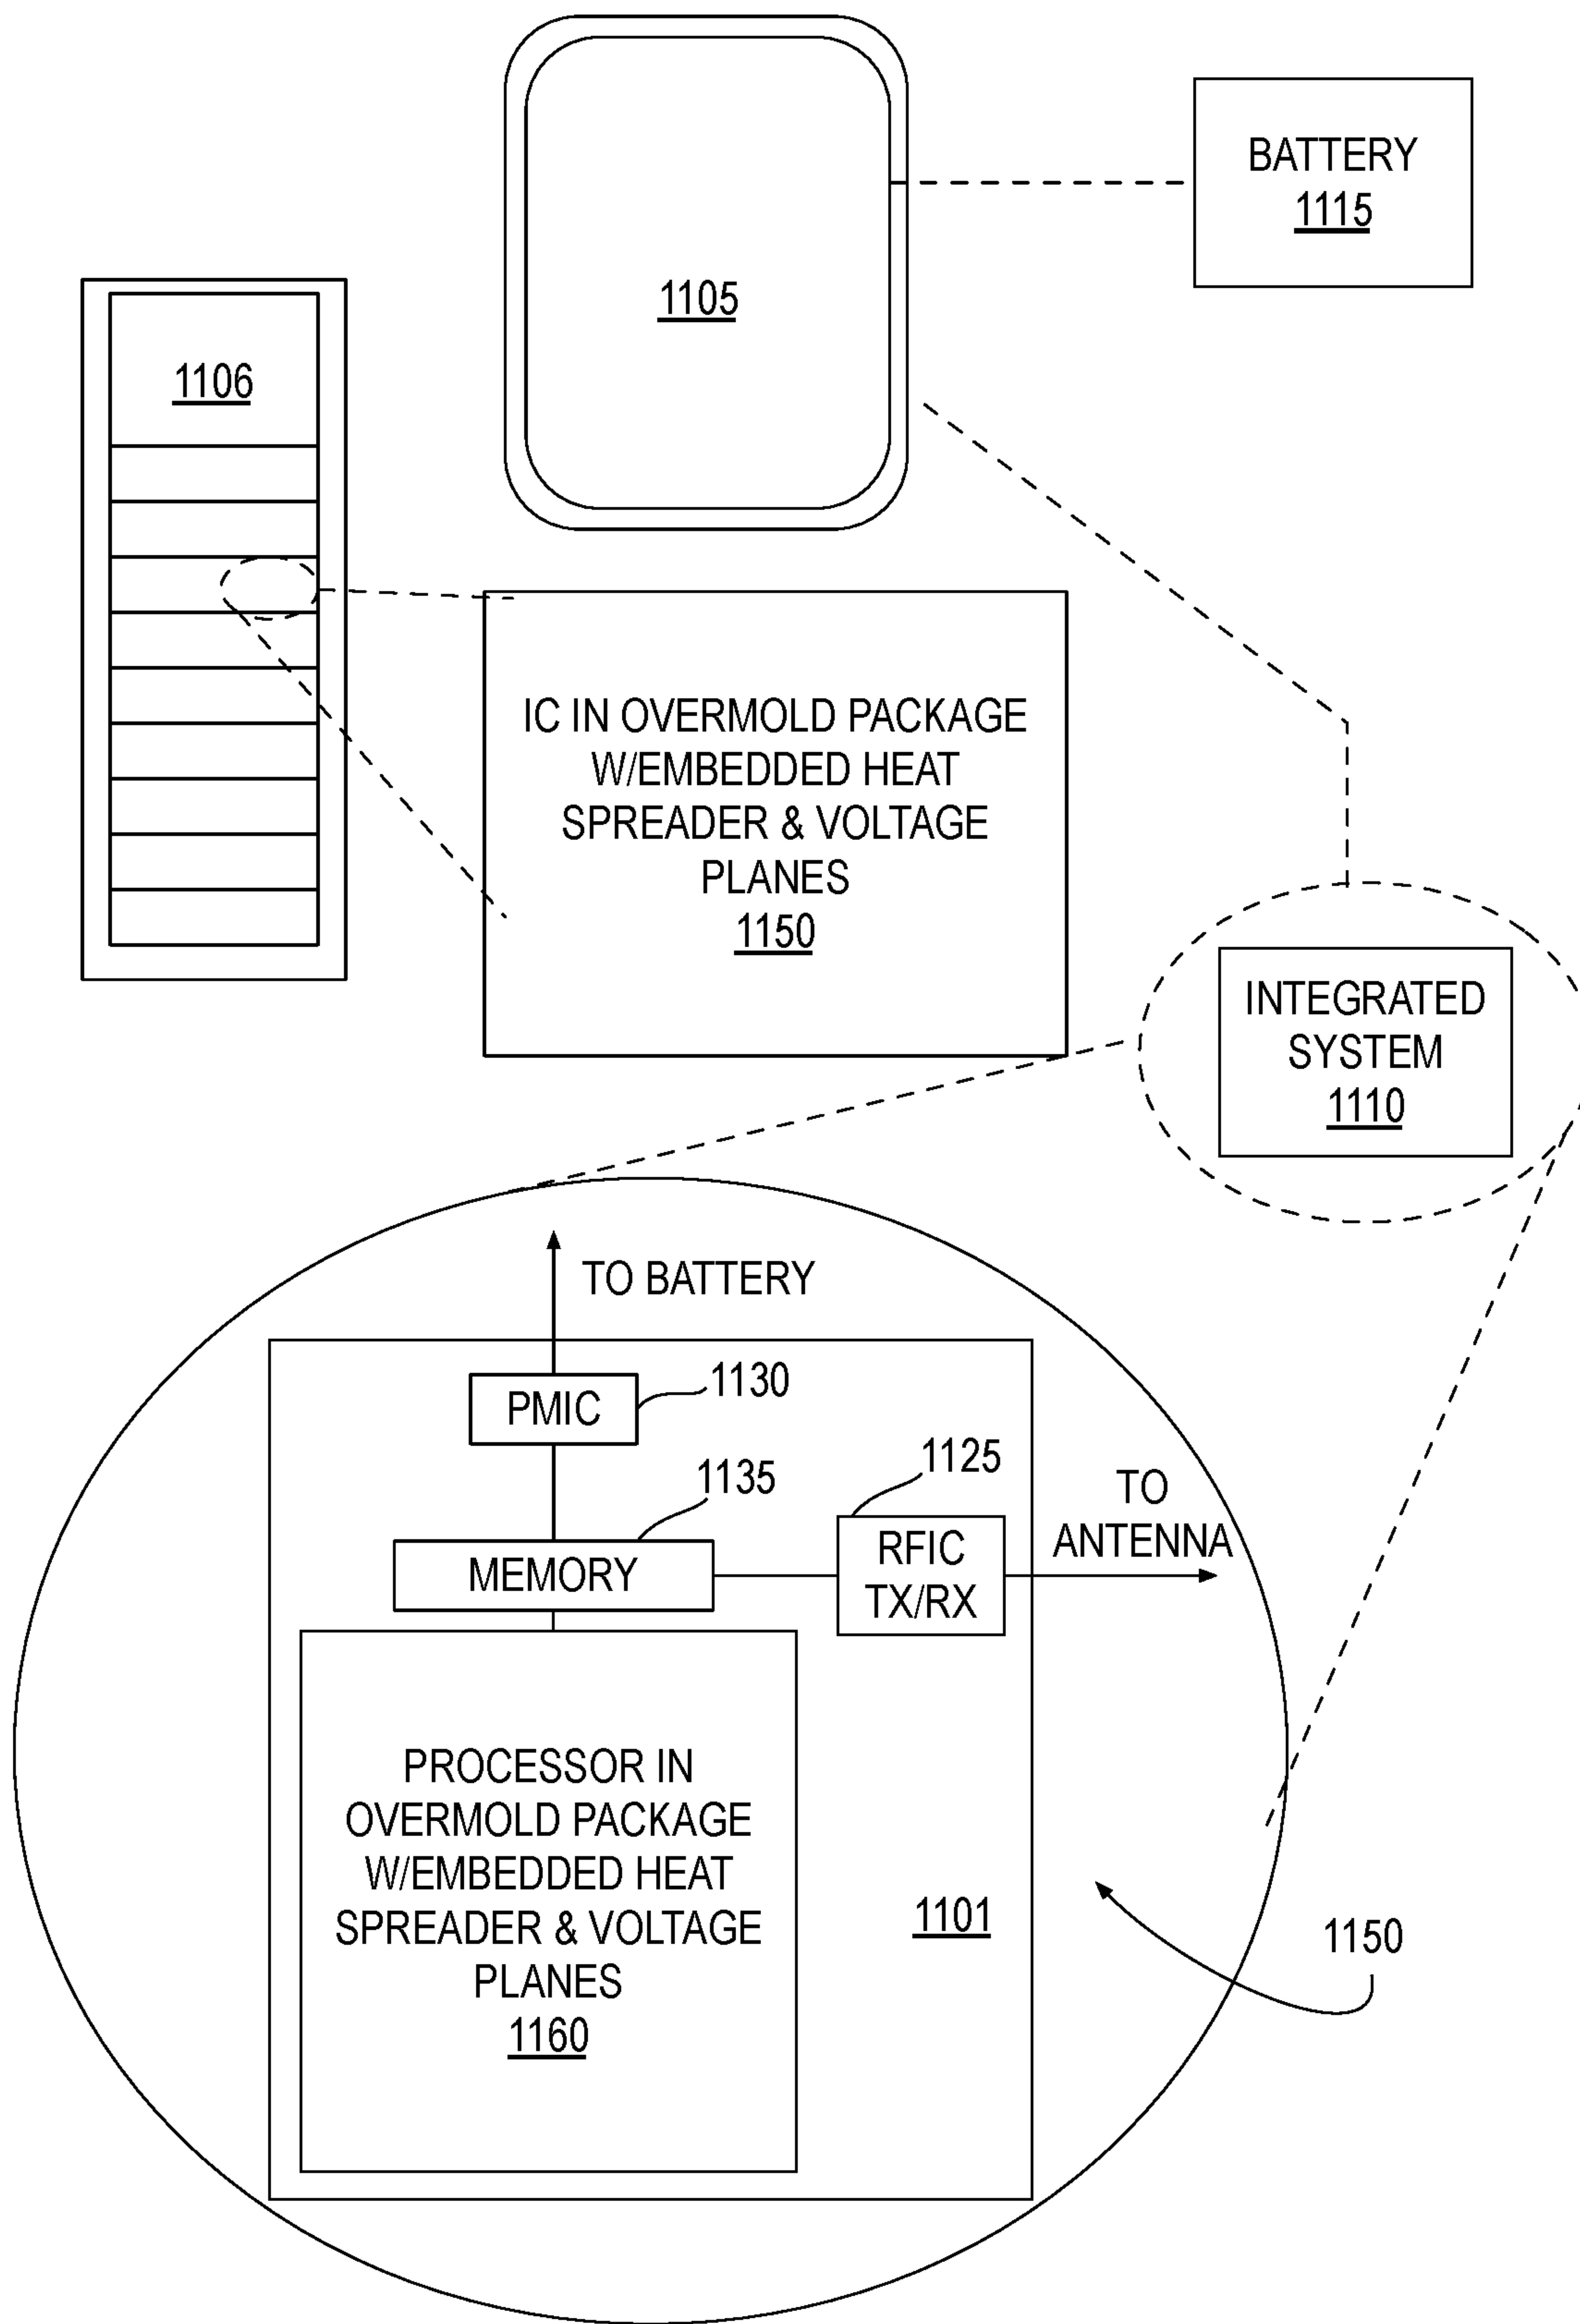 BATTERY
1115
1105
1106
IC IN OVERMOLD PACKAGE
W/EMBEDDED HEAT
SPREADER & VOLTAGE
PLANES
1150
INTEGRATED
SYSTEM
1110
TO BATTERY
PMIC
1130
1135
1125
TO
ANTENNA
MEMORY
RFIC
TX/RX
PROCESSOR IN
OVERMOLD PACKAGE
W/EMBEDDED HEAT
SPREADER & VOLTAGE
PLANES
1160
1101
1150